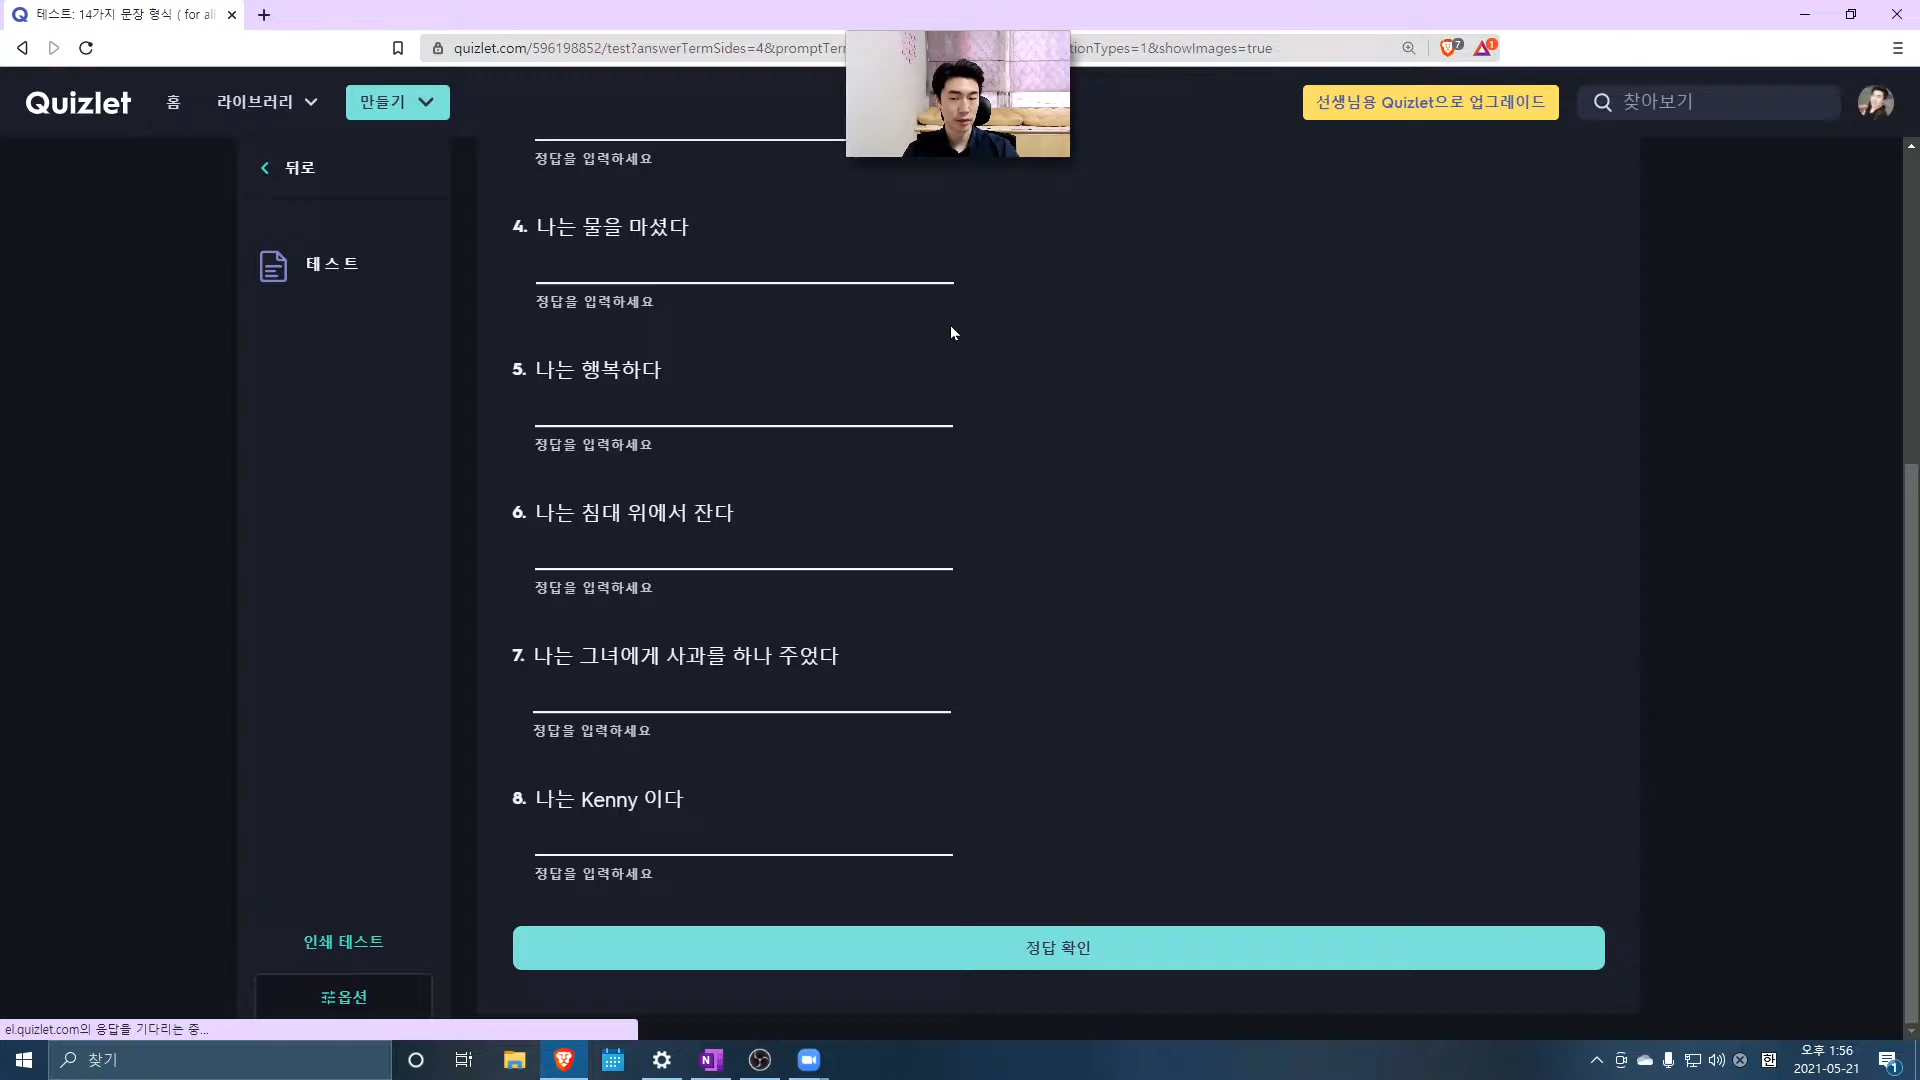 테스트: 14가지 문장 형식 ( for al
quizlet.com/596198852/test?answerTermSides=4&promptTerm
tionTypes=1&showImages=true
7
1
Quizlet
홈
라이브러리
만들기
선생님용 Quizlet으로 업그레이드
찾아보기
뒤로
테스트
정답을 입력하세요
4. 나는 물을 마셨다
정답을 입력하세요
5. 나는 행복하다
정답을 입력하세요
6. 나는 침대 위에서 잔다
정답을 입력하세요
7. 나는 그녀에게 사과를 하나 주었다
정답을 입력하세요
8. 나는 Kenny 이다
정답을 입력하세요
정답 확인
인쇄 테스트
옵션
el.quizlet.com의 응답을 기다리는 중...
찾기
한
오후 1:56
2021-05-21
1